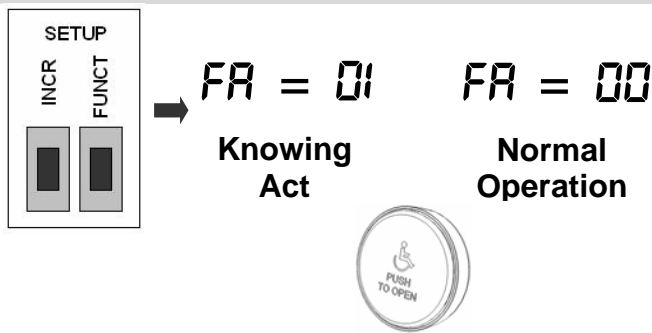 SETUP
INCR FUNCT
FA = 01 FA = 00
Knowing Normal
Act Operation
PUSH
TO OPEN